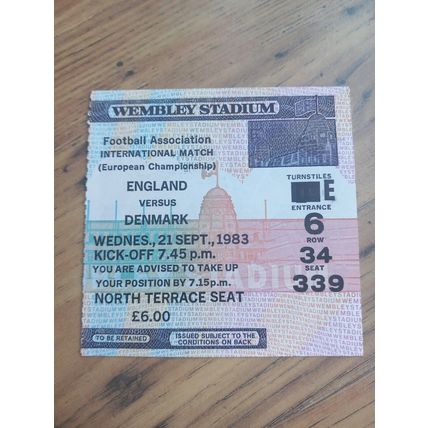 WEMBLEY STADIUM
Football Association
INTERNATIONAL MATCH
(European Championship)
ENGLAND
VERSUS
DENMARK
WEDNES., 21 SEPT., 1983
KICK-OFF 7.45 p.m.
YOU ARE ADVISED TO TAKE UP
YOUR POSITION BY 7.15p.m.
NORTH TERRACE SEAT
£6.00
TURNSTILES
E
ENTRANCE
6
ROW
34
SEAT
339
TO BE RETAINED
ISSUED SUBJECT TO THE
CONDITIONS ON BACK